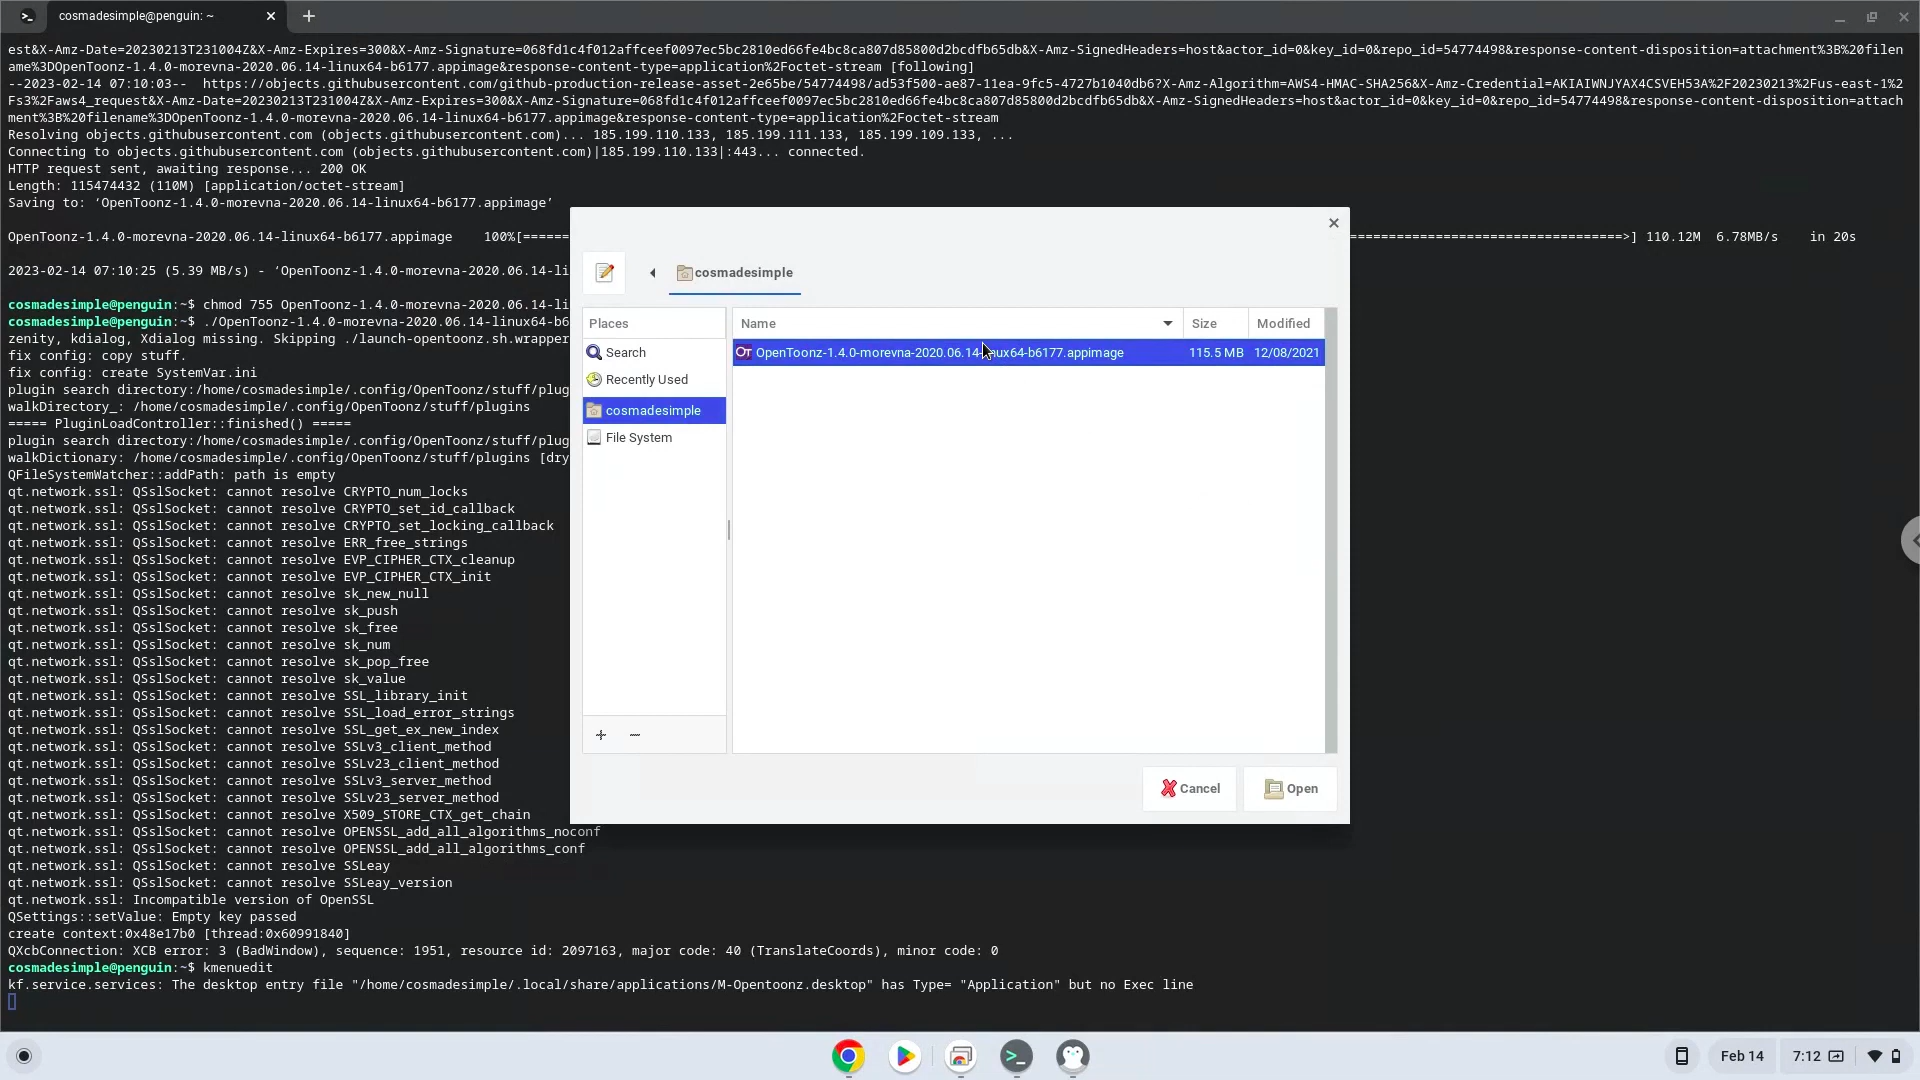 cosmadesimple@penguin: ~
est&X-Amz-Date=20230213T231004Z&X-Amz-Expires=300&X-Amz-Signature=068fd1c4f012affceef0097ec5bc2810ed66fe4bc8ca807d85800d2bcdfb65db&X-Amz-SignedHeaders=host&actor_id=0&key_id=0&repo_id=54774498&response-content-disposition=attachment%3B%20filen
ame%3DOpenToonz-1.4.0-morevna-2020.06.14-linux64-b6177.appimage&response-content-type=application%2Foctet-stream [following]
--2023-02-14 07:10:03--  https://objects.githubusercontent.com/github-production-release-asset-2e65be/54774498/ad53f500-ae87-11ea-9fc5-4727b1040db6?X-Amz-Algorithm=AWS4-HMAC-SHA256&X-Amz-Credential=AKIAIWNJYAX4CSVEH53A%2F20230213%2Fus-east-1%2
Fs3%2Faws4_request&X-Amz-Date=20230213T231004Z&X-Amz-Expires=300&X-Amz-Signature=068fd1c4f012affceef0097ec5bc2810ed66fe4bc8ca807d85800d2bcdfb65db&X-Amz-SignedHeaders=host&actor_id=0&key_id=0&repo_id=54774498&response-content-disposition=attach
ment%3B%20filename%3DOpenToonz-1.4.0-morevna-2020.06.14-linux64-b6177.appimage&response-content-type=application%2Foctet-stream
Resolving objects.githubusercontent.com (objects.githubusercontent.com)... 185.199.110.133, 185.199.111.133, 185.199.109.133, ...
Connecting to objects.githubusercontent.com (objects.githubusercontent.com)|185.199.110.133|:443... connected.
HTTP request sent, awaiting response... 200 OK
Length: 115474432 (110M) [application/octet-stream]
Saving to: ‘OpenToonz-1.4.0-morevna-2020.06.14-linux64-b6177.appimage’
OpenToonz-1.4.0-morevna-2020.06.14-linux64-b6177.appimage    100%[====== ===================================>] 110.12M  6.78MB/s    in 20s
2023-02-14 07:10:25 (5.39 MB/s) - ‘OpenToonz-1.4.0-morevna-2020.06.14-li
cosmadesimple@penguin:~$ chmod 755 OpenToonz-1.4.0-morevna-2020.06.14-li
cosmadesimple@penguin:~$ ./OpenToonz-1.4.0-morevna-2020.06.14-linux64-b6
zenity, kdialog, Xdialog missing. Skipping ./launch-opentoonz.sh.wrapper
fix config: copy stuff.
fix config: create SystemVar.ini
plugin search directory:/home/cosmadesimple/.config/OpenToonz/stuff/plug
walkDirectory_: /home/cosmadesimple/.config/OpenToonz/stuff/plugins
===== PluginLoadController::finished() =====
plugin search directory:/home/cosmadesimple/.config/OpenToonz/stuff/plug
walkDictionary: /home/cosmadesimple/.config/OpenToonz/stuff/plugins [dry
QFileSystemWatcher::addPath: path is empty
qt.network.ssl: QSslSocket: cannot resolve CRYPTO_num_locks
qt.network.ssl: QSslSocket: cannot resolve CRYPTO_set_id_callback
qt.network.ssl: QSslSocket: cannot resolve CRYPTO_set_locking_callback
qt.network.ssl: QSslSocket: cannot resolve ERR_free_strings
qt.network.ssl: QSslSocket: cannot resolve EVP_CIPHER_CTX_cleanup
qt.network.ssl: QSslSocket: cannot resolve EVP_CIPHER_CTX_init
qt.network.ssl: QSslSocket: cannot resolve sk_new_null
qt.network.ssl: QSslSocket: cannot resolve sk_push
qt.network.ssl: QSslSocket: cannot resolve sk_free
qt.network.ssl: QSslSocket: cannot resolve sk_num
qt.network.ssl: QSslSocket: cannot resolve sk_pop_free
qt.network.ssl: QSslSocket: cannot resolve sk_value
qt.network.ssl: QSslSocket: cannot resolve SSL_library_init
qt.network.ssl: QSslSocket: cannot resolve SSL_load_error_strings
qt.network.ssl: QSslSocket: cannot resolve SSL_get_ex_new_index
qt.network.ssl: QSslSocket: cannot resolve SSLv3_client_method
qt.network.ssl: QSslSocket: cannot resolve SSLv23_client_method
qt.network.ssl: QSslSocket: cannot resolve SSLv3_server_method
qt.network.ssl: QSslSocket: cannot resolve SSLv23_server_method
qt.network.ssl: QSslSocket: cannot resolve X509_STORE_CTX_get_chain
qt.network.ssl: QSslSocket: cannot resolve OPENSSL_add_all_algorithms_noconf
qt.network.ssl: QSslSocket: cannot resolve OPENSSL_add_all_algorithms_conf
qt.network.ssl: QSslSocket: cannot resolve SSLeay
qt.network.ssl: QSslSocket: cannot resolve SSLeay_version
qt.network.ssl: Incompatible version of OpenSSL
QSettings::setValue: Empty key passed
create context:0x48e17b0 [thread:0x60991840]
QXcbConnection: XCB error: 3 (BadWindow), sequence: 1951, resource id: 2097163, major code: 40 (TranslateCoords), minor code: 0
cosmadesimple@penguin:~$ kmenuedit
kf.service.services: The desktop entry file "/home/cosmadesimple/.local/share/applications/M-Opentoonz.desktop" has Type= "Application" but no Exec line
cosmadesimple
Places
Search
Recently Used
cosmadesimple
File System
Name Size Modified
OT OpenToonz-1.4.0-morevna-2020.06.14-linux64-b6177.appimage 115.5 MB 12/08/2021
Cancel Open
Feb 14 7:12